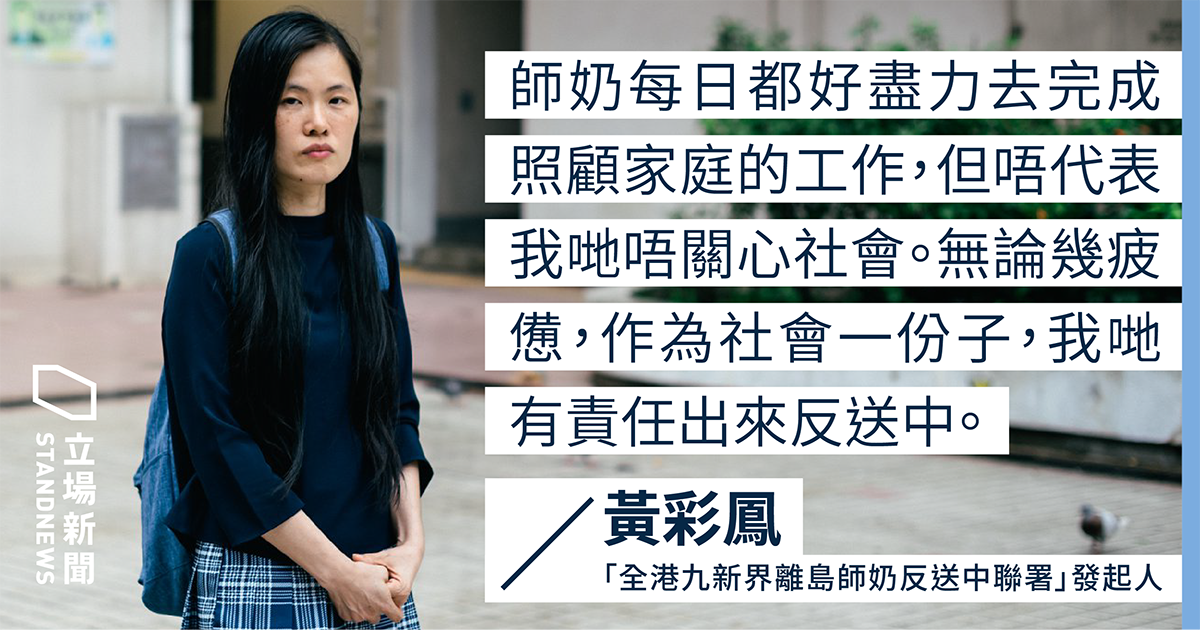 師奶每日都好盡力去完成
照顧家庭的工作，但唔代表
我哋唔關心社會。無論幾疲
憊，作為社會一份子，我哋
有責任出來反送中。
黃彩鳳
「全港九新界離島師奶反送中聯署」發起人
立場新聞
STANDNEWS